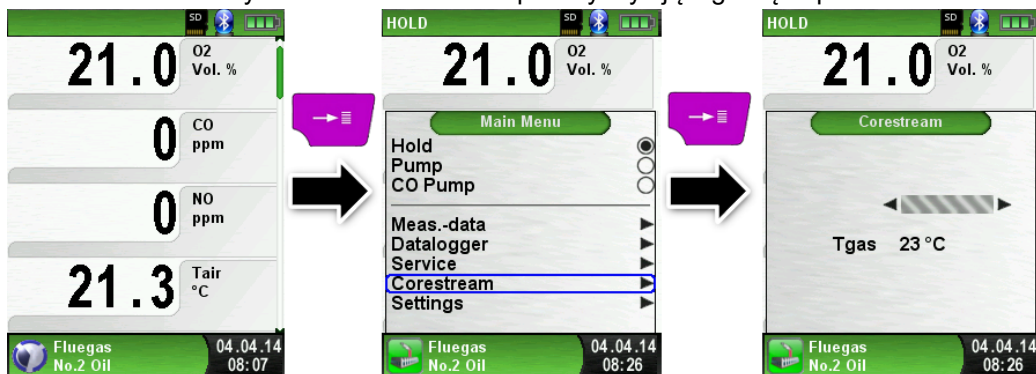 SD
21.0 O2 Vol. %
0 CO ppm
0 NO ppm
21.3 Tair °C
Fluegas 04.04.14
No.2 Oil 08:07
HOLD SD
21.0 O2 Vol. %
Main Menu
Hold
Pump
CO Pump
Meas.-data
Datalogger
Service
Corestream
Settings
Fluegas 04.04.14
No.2 Oil 08:26
HOLD SD
21.0 O2 Vol. %
Corestream
Tgas 23 °C
Fluegas 04.04.14
No.2 Oil 08:26